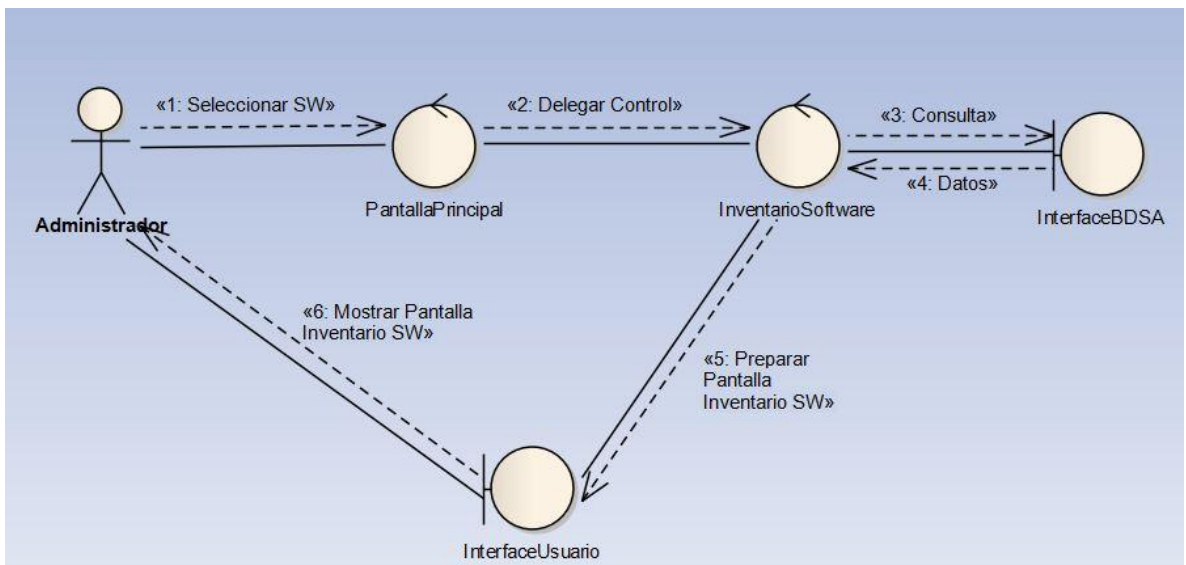 «1: Seleccionar SW»
«2: Delegar Control»
«3: Consulta»
«4: Datos»
PantallaPrincipal
InventarioSoftware
InterfaceBDSA
Administrador
«6: Mostrar Pantalla
Inventario SW»
«5: Preparar
Pantalla
Inventario SW»
InterfaceUsuario